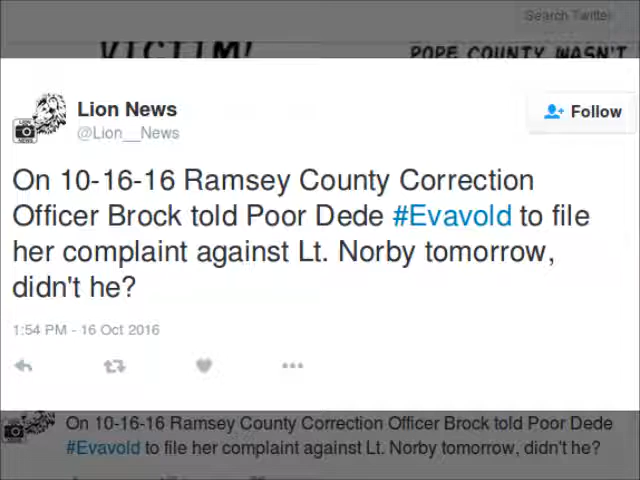 Search Twitter
VICTIM!
POPE COUNTY WASN'T
Lion News
@Lion__News
Follow
On 10-16-16 Ramsey County Correction
Officer Brock told Poor Dede #Evavold to file
her complaint against Lt. Norby tomorrow,
didn't he?
1:54 PM - 16 Oct 2016
On 10-16-16 Ramsey County Correction Officer Brock told Poor Dede
#Evavold to file her complaint against Lt. Norby tomorrow, didn't he?